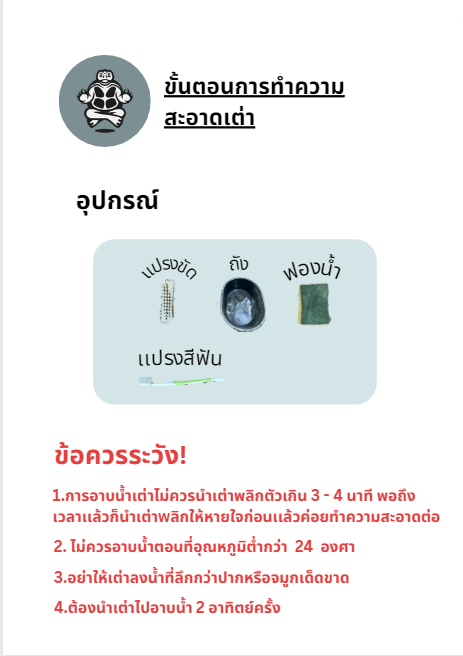 ขั้นตอนการทำความ
สะอาดเต่า
อุปกรณ์
แปรงขัด
ถัง
ฟองน้ำ
แปรงสีฟัน
ข้อควรระวัง!
1.การอาบน้ำเต่าไม่ควรนำเต่าพลิกตัวเกิน 3 - 4 นาที พอถึง
เวลาแล้วก็นำเต่าพลิกให้หายใจก่อนแล้วค่อยทำความสะอาดต่อ
2. ไม่ควรอาบน้ำตอนที่อุณหภูมิต่ำกว่า 24 องศา
3.อย่าให้เต่าลงน้ำที่ลึกกว่าปากหรือจมูกเด็ดขาด
4.ต้องนำเต่าไปอาบน้ำ 2 อาทิตย์ครั้ง